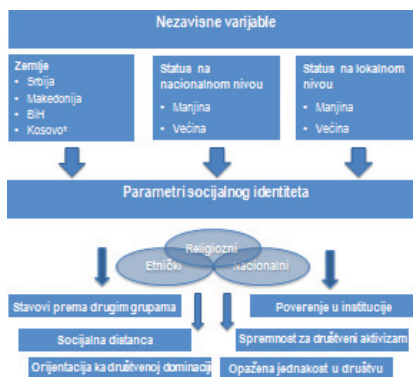 Nezavisne varijable
Zemlje
• Srbija
• Makedonija
• BiH
• Kosovo*
Status na
nacionalnom nivou
• Manjina
• Većina
Status na lokalnom
nivou
• Manjina
• Većina
Parametri socijalnog identiteta
Religiozni
Etnički
Nacionalni
Stavovi prema drugim grupama
Poverenje u institucije
Socijalna distanca
Spremnost za društveni aktivizam
Orijentacija ka društvenoj dominaciji
Opažena jednakost u društvu